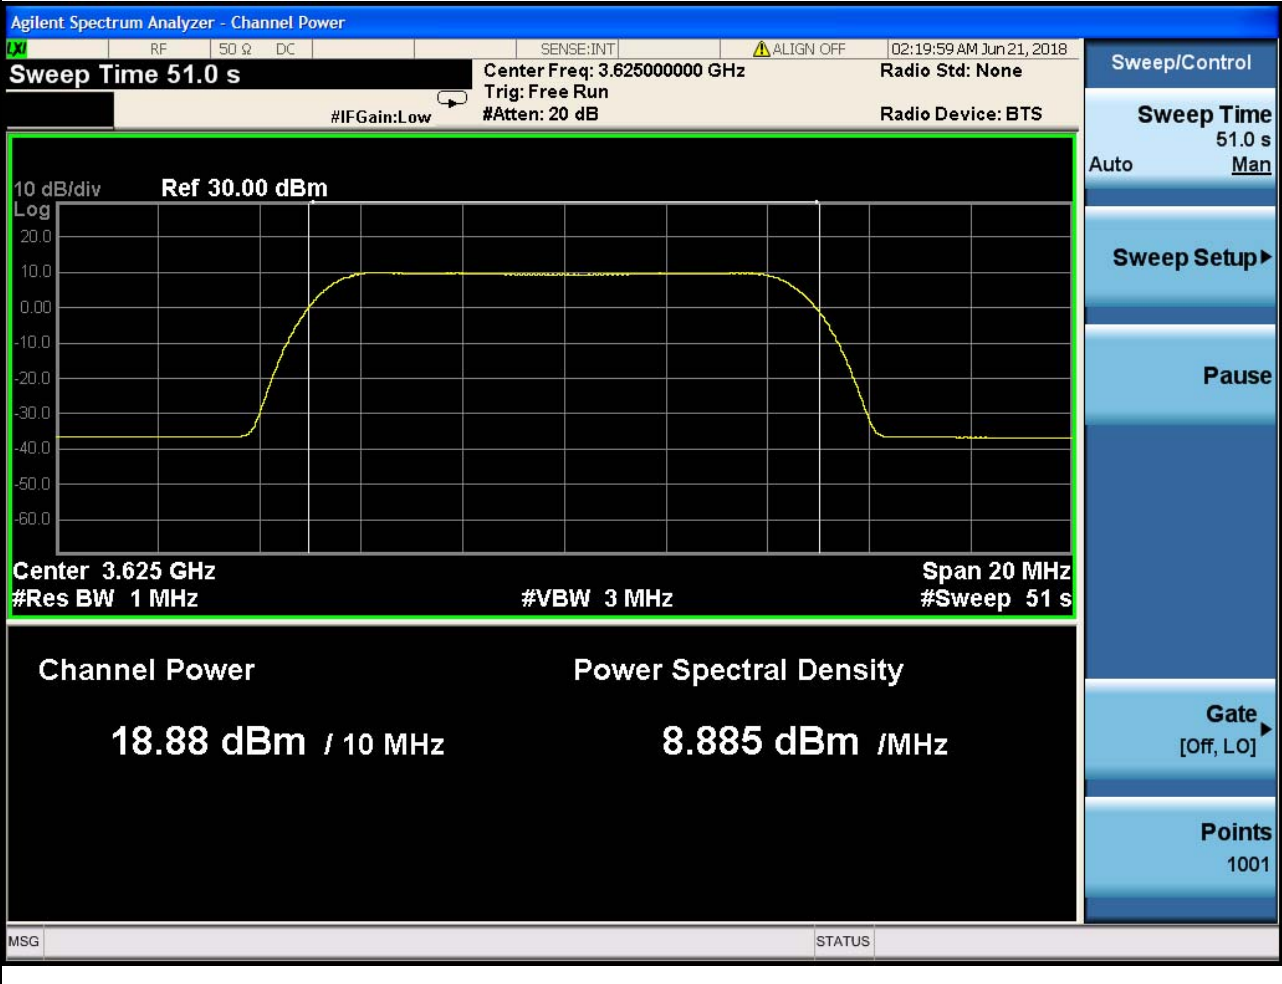 Agilent Spectrum Analyzer - Channel Power
LXI RF 50 Ω DC SENSE:INT ALIGN OFF 02:19:59 AM Jun 21, 2018
Sweep Time 51.0 s
Center Freq: 3.625000000 GHz
Radio Std: None
Trig: Free Run
#IFGain:Low
#Atten: 20 dB
Radio Device: BTS
10 dB/div Ref 30.00 dBm
Log
20.0
10.0
0.00
-10.0
-20.0
-30.0
-40.0
-50.0
-60.0
Center 3.625 GHz Span 20 MHz
#Res BW 1 MHz #VBW 3 MHz #Sweep 51 s
Channel Power Power Spectral Density
18.88 dBm / 10 MHz 8.885 dBm /MHz
Sweep/Control
Sweep Time
51.0 s
Auto Man
Sweep Setup
Pause
Gate
[Off, LO]
Points
1001
MSG STATUS